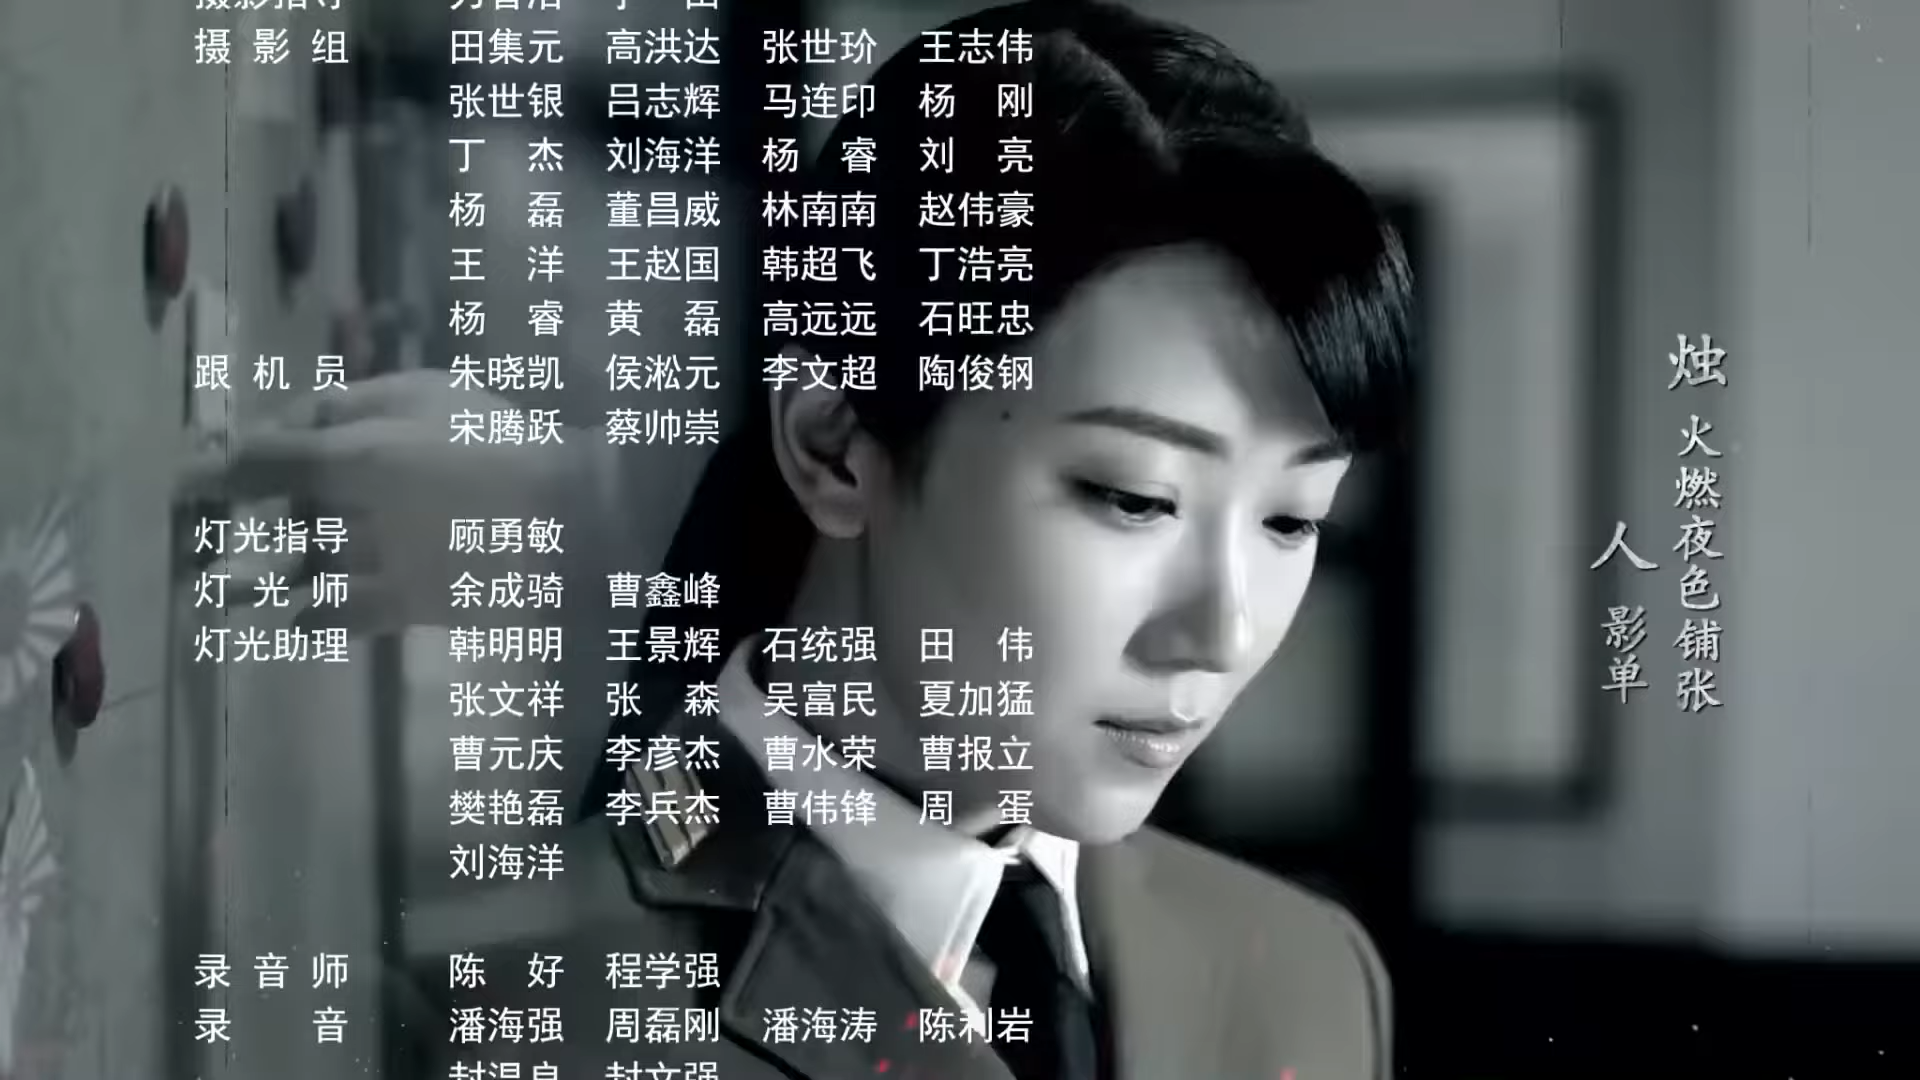 摄影组 田集元 高洪达 张世玠 王志伟
张世银 吕志辉 马连印 杨刚
丁杰 刘海洋 杨睿 刘亮
杨磊 董昌威 林南南 赵伟豪
王洋 王赵国 韩超飞 丁浩亮
杨睿 黄磊 高远远 石旺忠
跟机员 朱晓凯 侯淞元 李文超 陶俊钢
宋腾跃 蔡帅崇
灯光指导 顾勇敏
灯光师 余成骑 曹鑫峰
灯光助理 韩明明 王景辉 石统强 田伟
张文祥 张森 吴富民 夏加猛
曹元庆 李彦杰 曹水荣 曹报立
樊艳磊 李兵杰 曹伟锋 周蛋
刘海洋
录音师 陈好 程学强
录音 潘海强 周磊刚 潘海涛 陈利岩
烛火燃夜色铺张
人影单